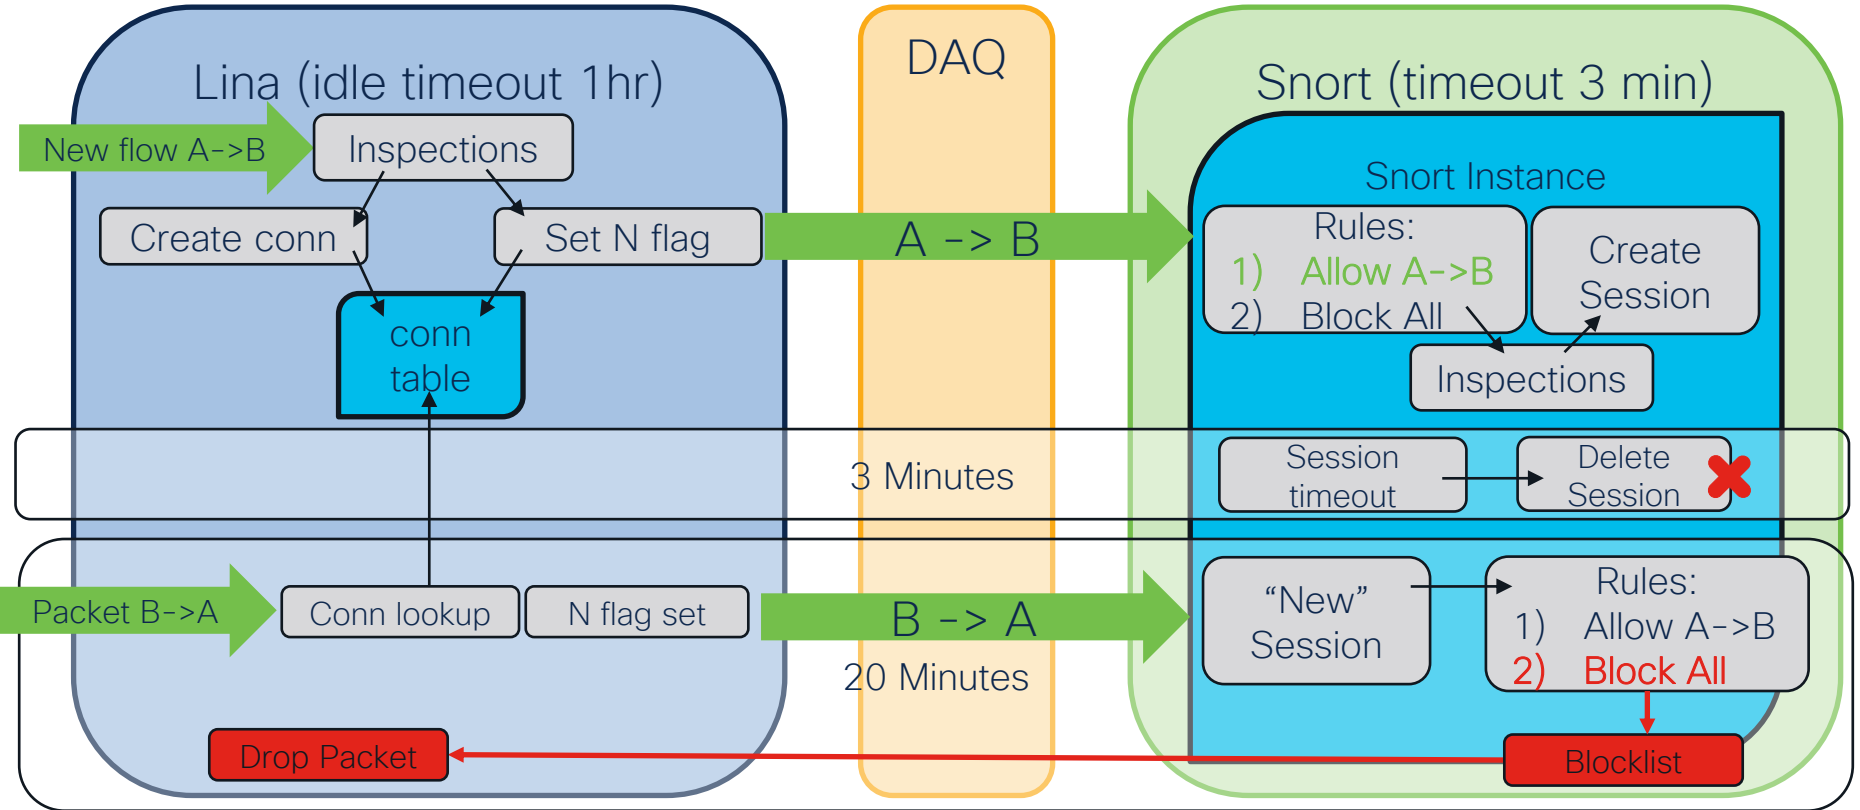 Lina (idle timeout 1hr)
DAQ
Snort (timeout 3 min)
New flow A->B
Inspections
Create conn
Set N flag
conn
table
A -> B
Snort Instance
Rules:
1) Allow A->B
2) Block All
Create
Session
Inspections
3 Minutes
Session
timeout
Delete
Session
Packet B->A
Conn lookup
N flag set
B -> A
20 Minutes
“New”
Session
Rules:
1) Allow A->B
2) Block All
Drop Packet
Blocklist